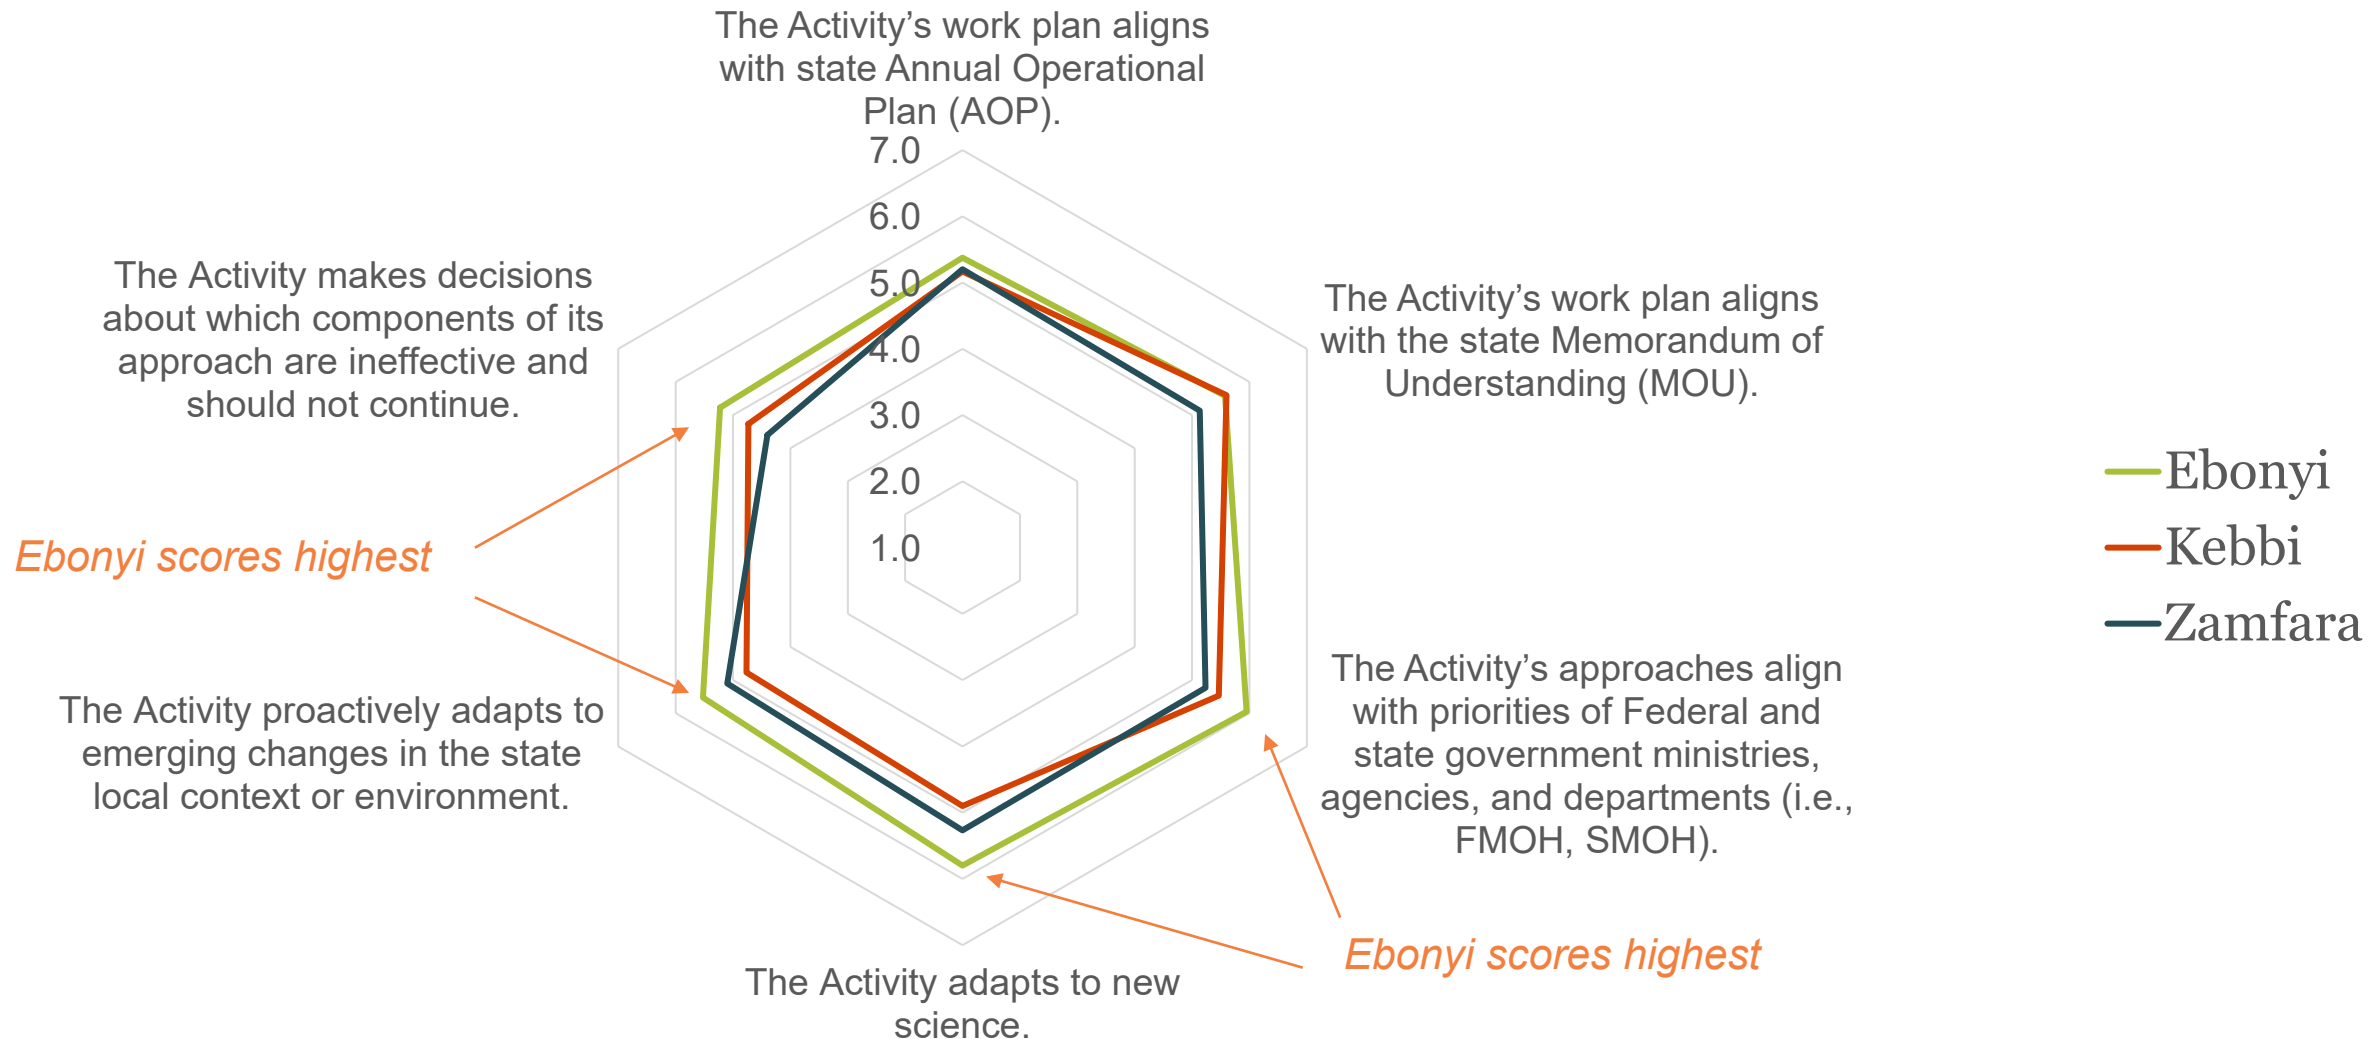 The Activity’s work plan aligns
with state Annual Operational
Plan (AOP).
7.0
6.0
5.0
4.0
3.0
2.0
1.0
The Activity’s work plan aligns
with the state Memorandum of
Understanding (MOU).
The Activity’s approaches align
with priorities of Federal and
state government ministries,
agencies, and departments (i.e.,
FMOH, SMOH).
Ebonyi scores highest
The Activity adapts to new
science.
The Activity proactively adapts to
emerging changes in the state
local context or environment.
Ebonyi scores highest
The Activity makes decisions
about which components of its
approach are ineffective and
should not continue.
Ebonyi
Kebbi
Zamfara